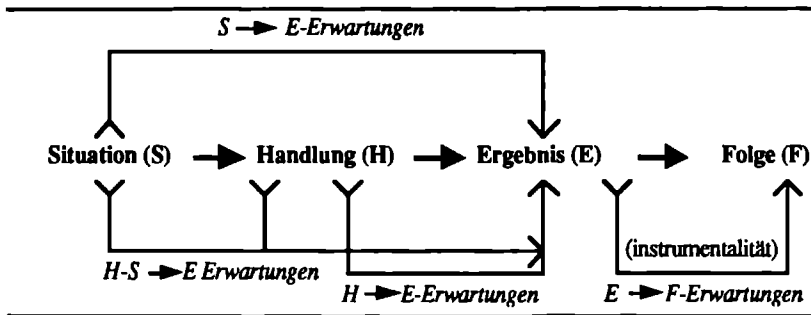 S → E-Erwartungen
Situation (S) → Handlung (H) → Ergebnis (E) → Folge (F)
(instrumentalität)
H-S → E Erwartungen
H → E-Erwartungen
E → F-Erwartungen